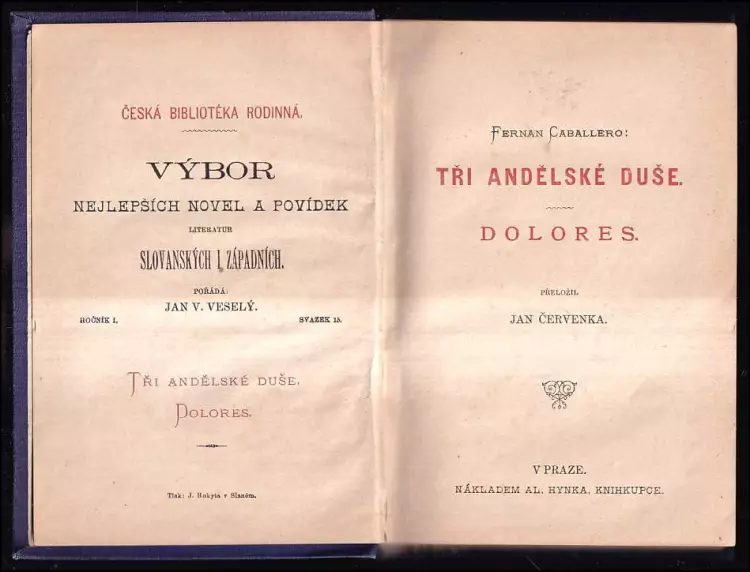 ČESKÁ BIBLIOTÉKA RODINNÁ.
VÝBOR
NEJLEPŠÍCH NOVEL A POVÍDEK
LITERATUR
SLOVANSKÝCH I ZÁPADNÍCH.
POŘÁDÁ:
JAN V. VESELÝ.
ROČNÍK I. SVAZEK 15.
TŘI ANDĚLSKÉ DUŠE.
DOLORES.
Tisk: J. Rokyta v Slaném.
FERNAN CABALLERO:
TŘI ANDĚLSKÉ DUŠE.
DOLORES.
PŘELOŽIL
JAN ČERVENKA.
V PRAZE.
NÁKLADEM AL. HYNKA, KNIHKUPCE.